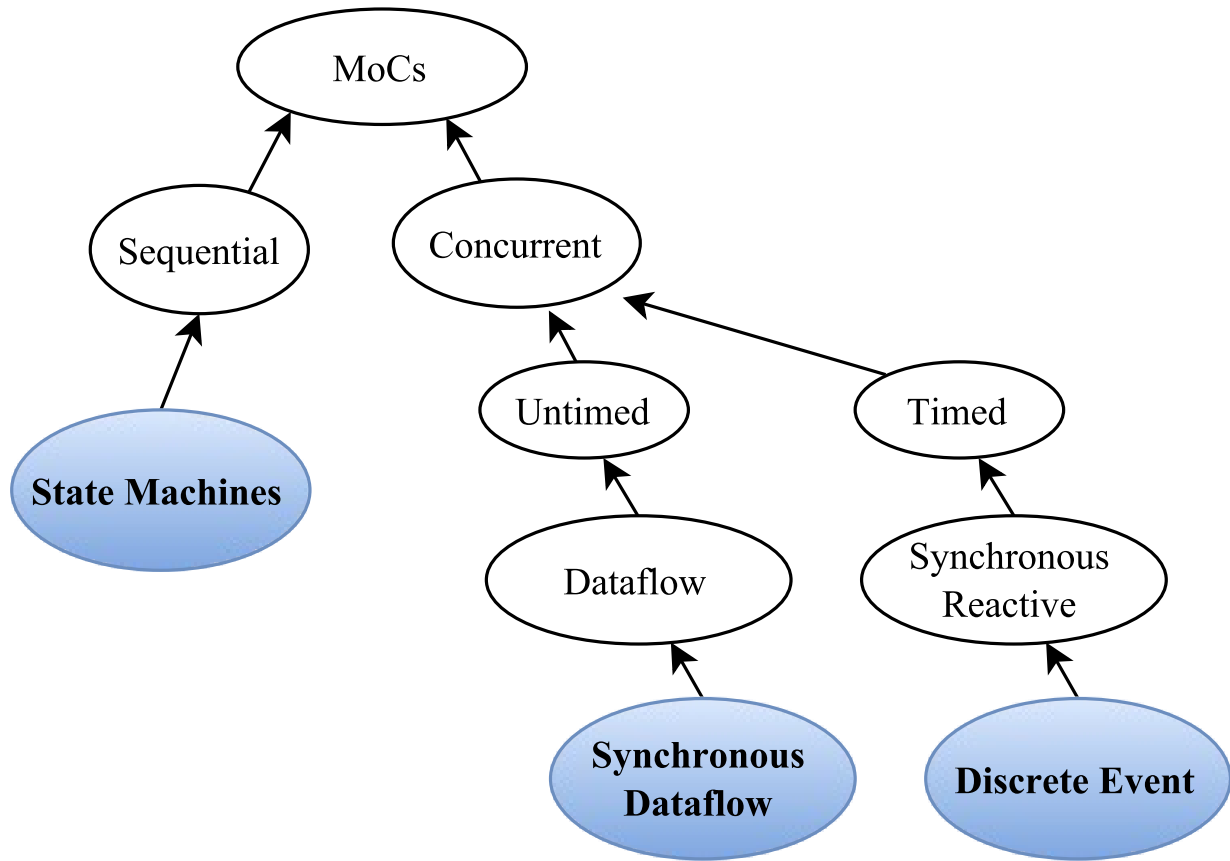 MoCs
Sequential
Concurrent
Untimed
Timed
State Machines
Dataflow
Synchronous
Reactive
Synchronous
Dataflow
Discrete Event